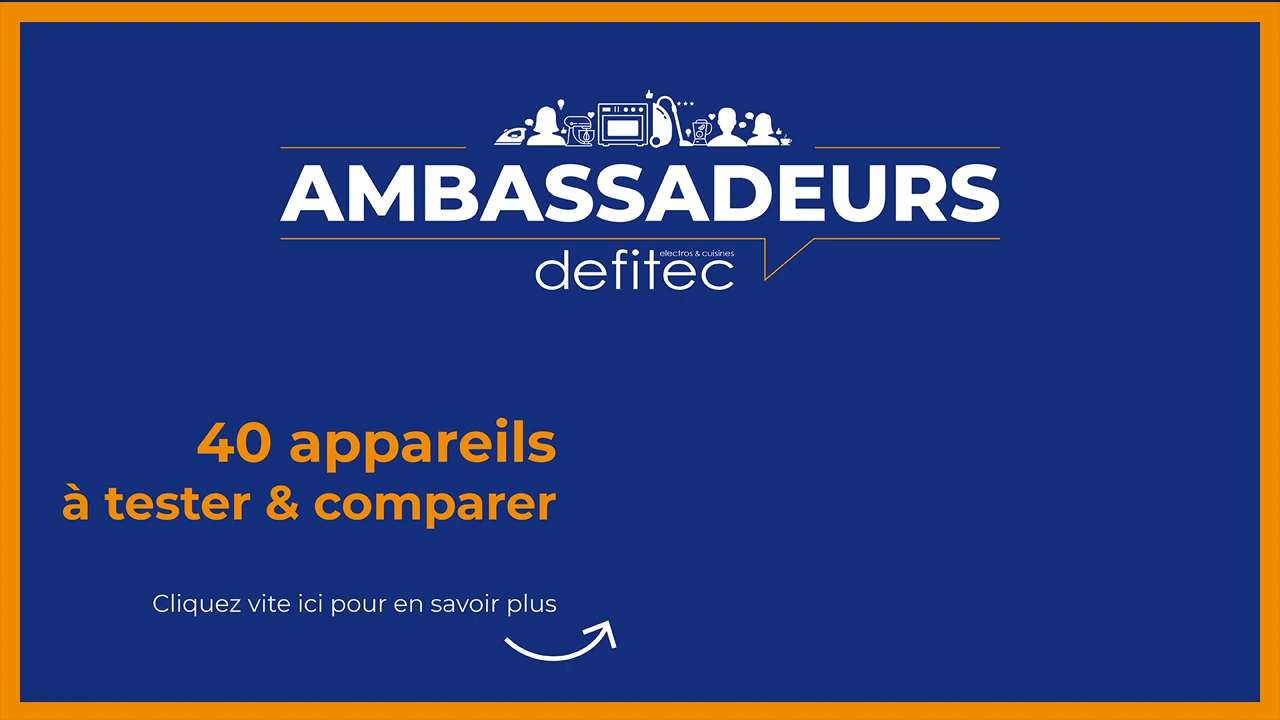 AMBASSADEURS
electros & cuisines
defitec
40 appareils
à tester & comparer
Cliquez vite ici pour en savoir plus